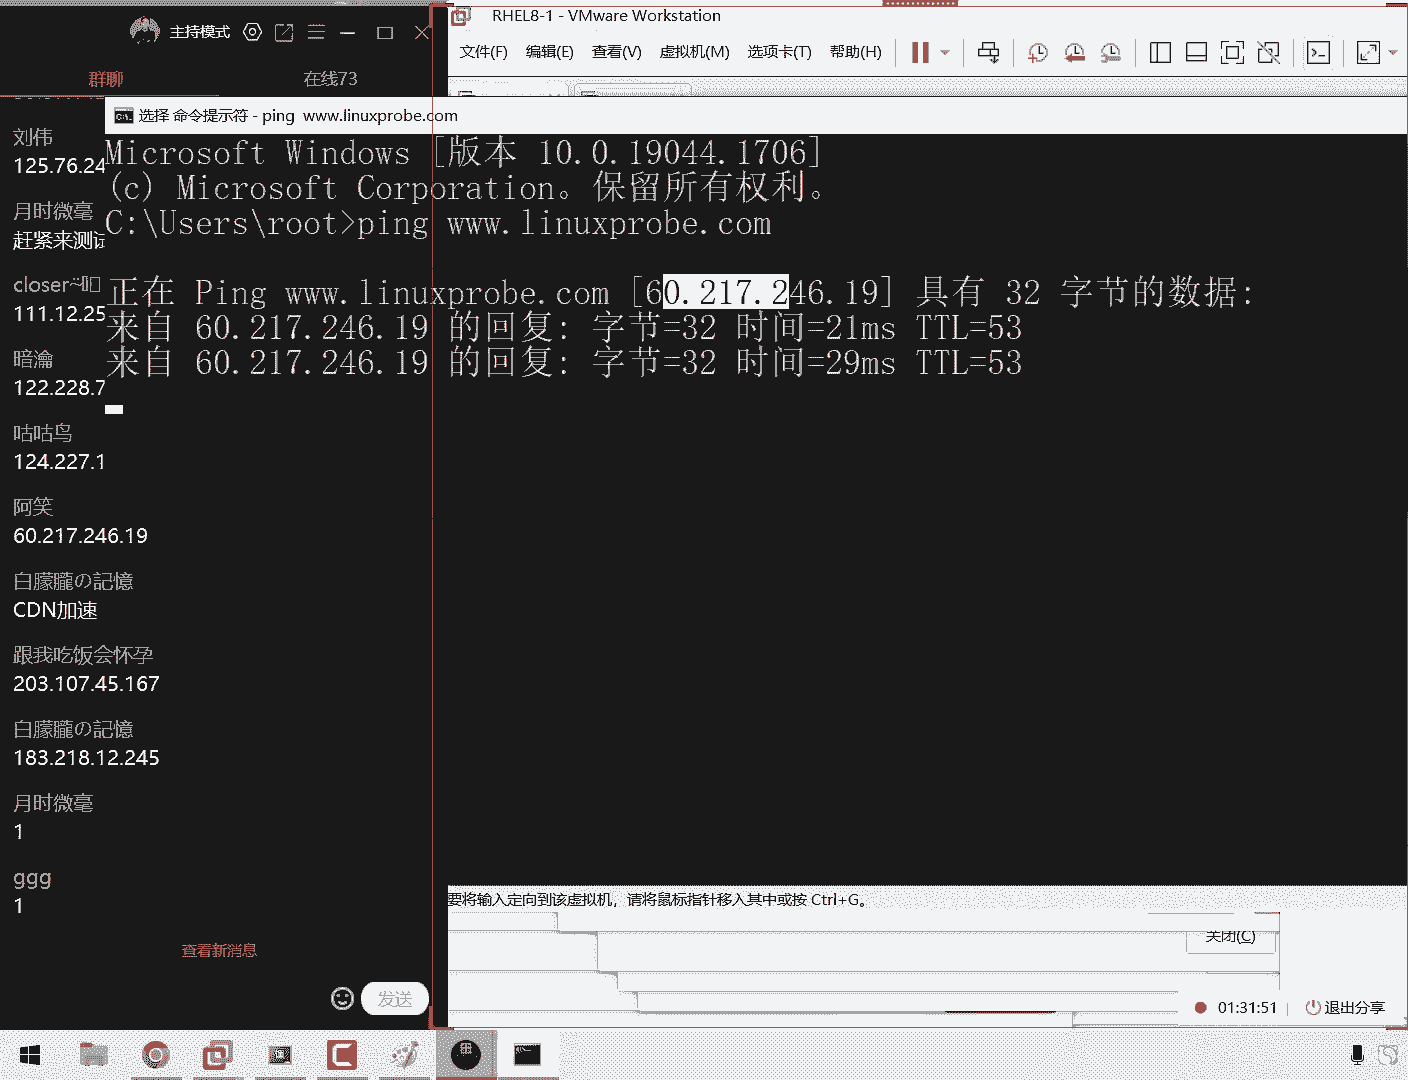 主持模式
群聊
在线73
刘伟
125.76.24
月时微毫
赶紧来测试
closer~
111.12.25
暗瀹
122.228.7
咕咕鸟
124.227.1
阿笑
60.217.246.19
白朦朧の記憶
CDN加速
跟我吃饭会怀孕
203.107.45.167
白朦朧の記憶
183.218.12.245
月时微毫
1
ggg
1
查看新消息
发送
RHEL8-1 - VMware Workstation
文件(F) 编辑(E) 查看(V) 虚拟机(M) 选项卡(T) 帮助(H)
选择 命令提示符 - ping www.linuxprobe.com
Microsoft Windows [版本 10.0.19044.1706]
(c) Microsoft Corporation。保留所有权利。
C:\Users\root>ping www.linuxprobe.com
正在 Ping www.linuxprobe.com [60.217.246.19] 具有 32 字节的数据:
来自 60.217.246.19 的回复: 字节=32 时间=21ms TTL=53
来自 60.217.246.19 的回复: 字节=32 时间=29ms TTL=53
要将输入定向到该虚拟机，请将鼠标指针移入其中或按 Ctrl+G。
关闭(C)
01:31:51
退出分享